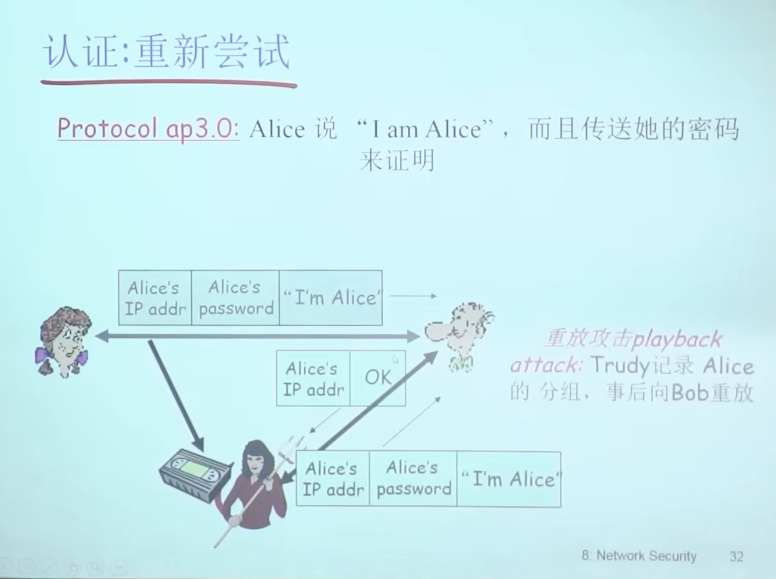 认证:重新尝试
Protocol ap3.0: Alice 说 “I am Alice”，而且传送她的密码
来证明
Alice's
IP addr
Alice's
password
“I'm Alice”
Alice's
IP addr
OK
重放攻击playback
attack: Trudy记录 Alice
的 分组，事后向Bob重放
Alice's
IP addr
Alice's
password
“I'm Alice”
8: Network Security
32